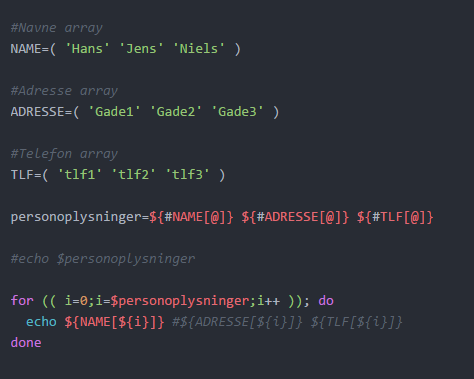 #Navne array
NAME=( 'Hans' 'Jens' 'Niels' )
#Adresse array
ADRESSE=( 'Gade1' 'Gade2' 'Gade3' )
#Telefon array
TLF=( 'tlf1' 'tlf2' 'tlf3' )
personoplysninger=${#NAME[@]} ${#ADRESSE[@]} ${#TLF[@]}
#echo $personoplysninger
for (( i=0;i=$personoplysninger;i++ )); do
  echo ${NAME[${i}]} #${ADRESSE[${i}]} ${TLF[${i}]}
done